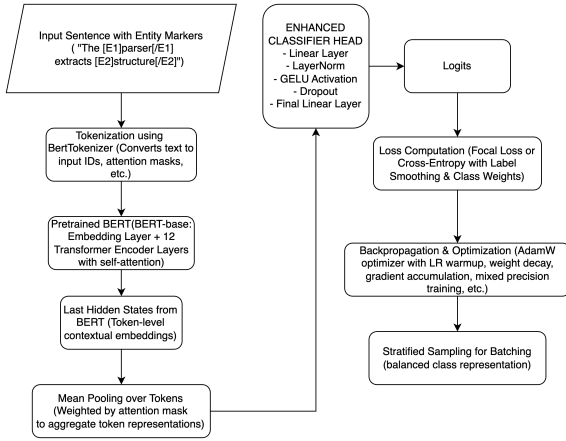 Input Sentence with Entity Markers
( "The [E1]parser[/E1]
extracts [E2]structure[/E2]")
Tokenization using
BertTokenizer (Converts text to
input IDs, attention masks,
etc.)
Pretrained BERT(BERT-base:
Embedding Layer + 12
Transformer Encoder Layers
with self-attention)
Last Hidden States from
BERT (Token-level
contextual embeddings)
Mean Pooling over Tokens
(Weighted by attention mask
to aggregate token representations)
ENHANCED
CLASSIFIER HEAD
- Linear Layer
- LayerNorm
- GELU Activation
- Dropout
- Final Linear Layer
Logits
Loss Computation (Focal Loss or
Cross-Entropy with Label
Smoothing & Class Weights)
Backpropagation & Optimization (AdamW
optimizer with LR warmup, weight decay,
gradient accumulation, mixed precision
training, etc.)
Stratified Sampling for Batching
(balanced class representation)